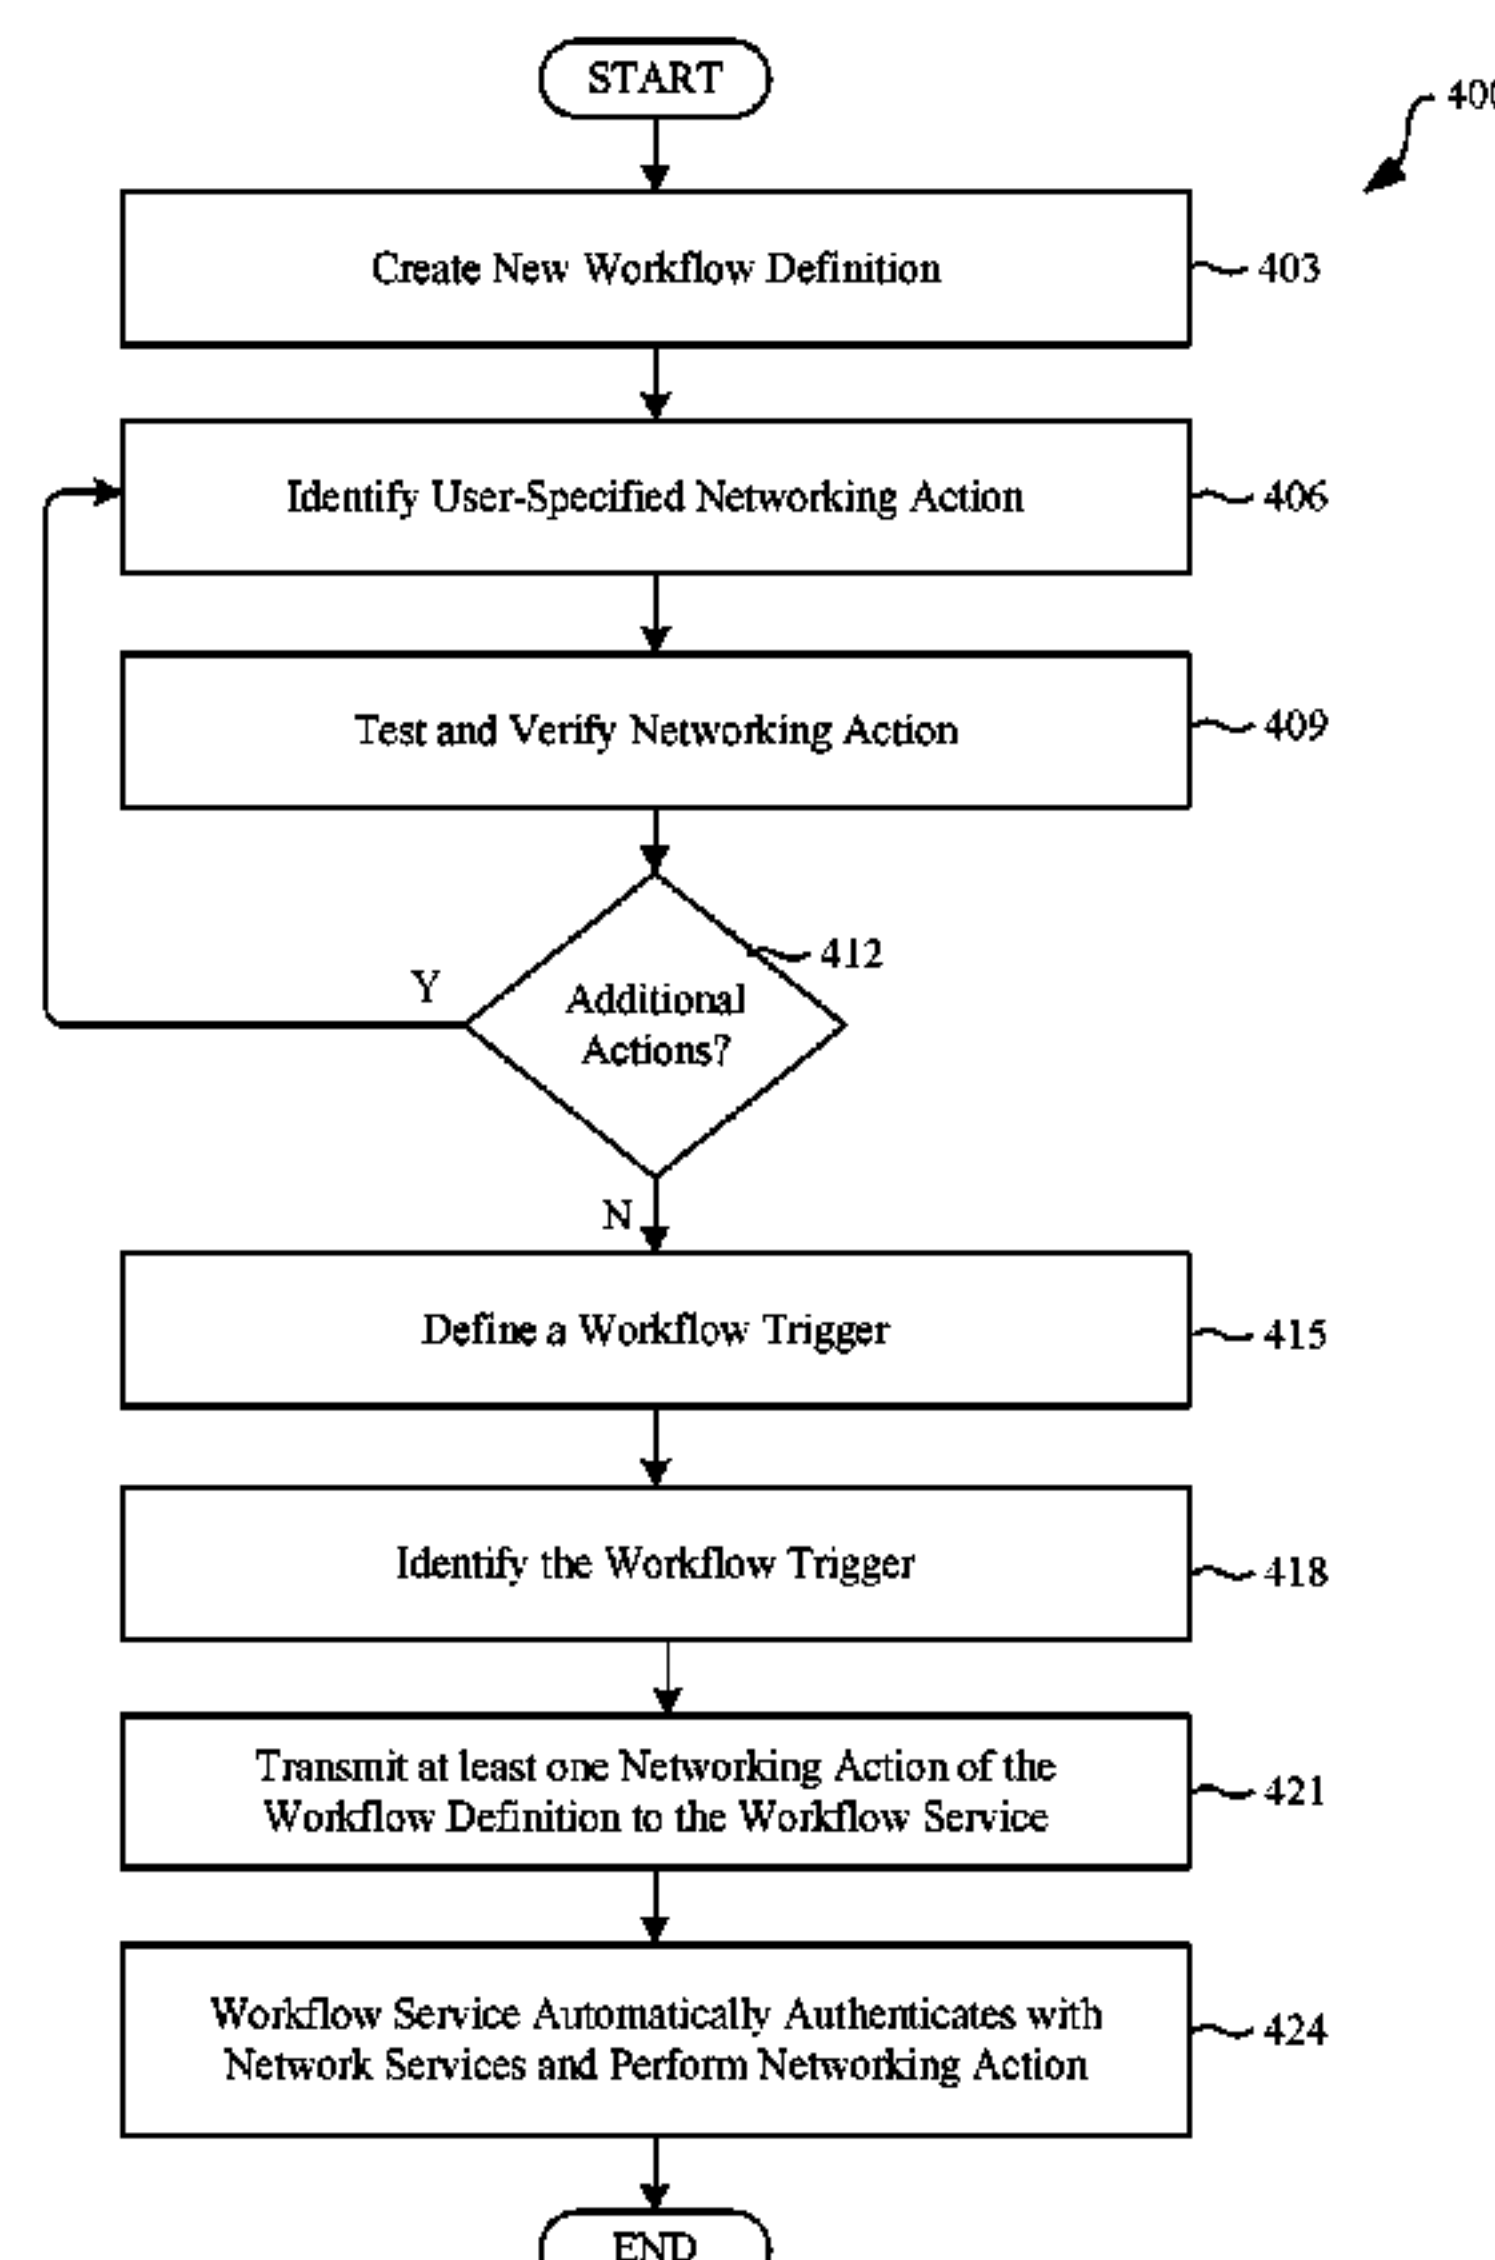 START
400
Create New Workflow Definition
403
Identify User-Specified Networking Action
406
Test and Verify Networking Action
409
412
Y
Additional
Actions?
N
Define a Workflow Trigger
415
Identify the Workflow Trigger
418
Transmit at least one Networking Action of the
Workflow Definition to the Workflow Service
421
Workflow Service Automatically Authenticates with
Network Services and Perform Networking Action
424
END